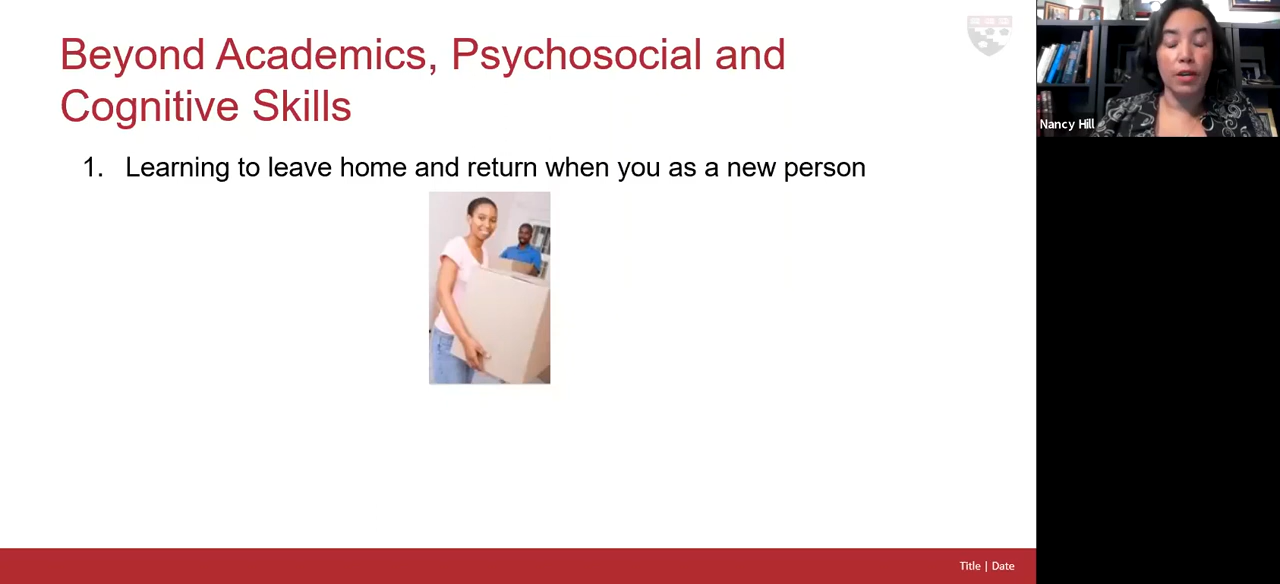 Beyond Academics, Psychosocial and
Cognitive Skills
1. Learning to leave home and return when you as a new person
Nancy Hill
Title | Date